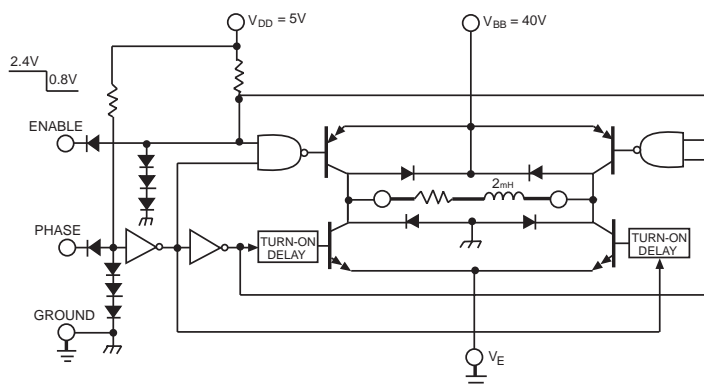 V_DD = 5V
V_BB = 40V
2.4V
0.8V
ENABLE
2mH
PHASE
TURN-ON
DELAY
TURN-ON
DELAY
GROUND
V_E